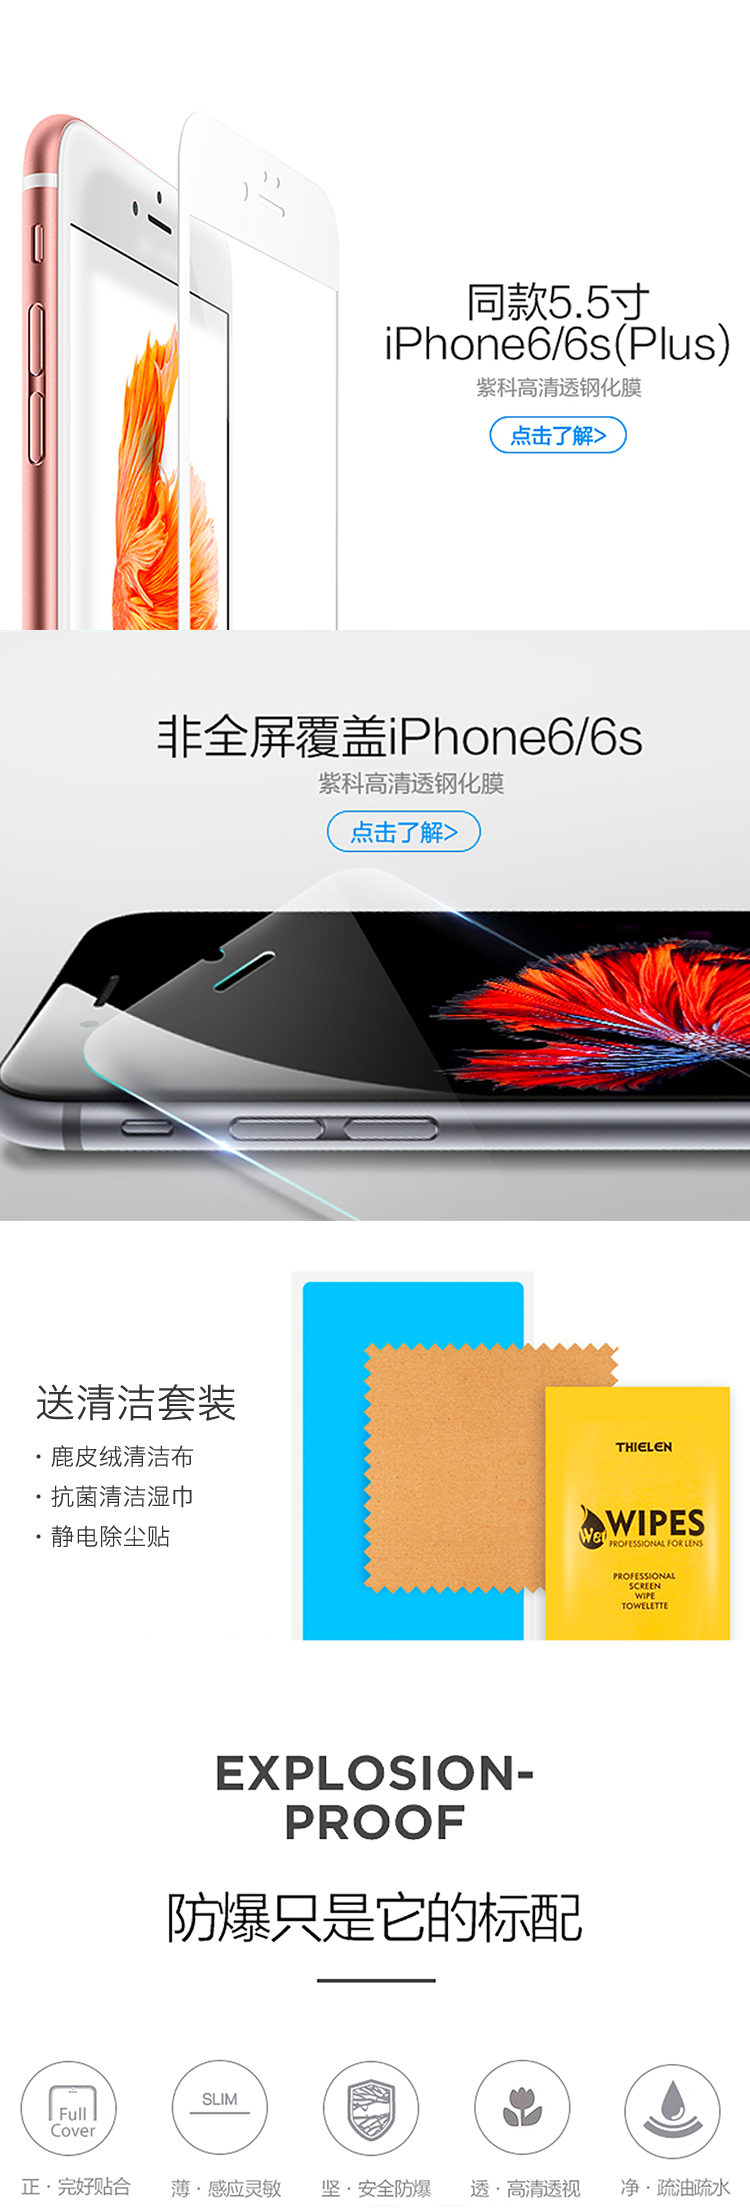 同款5.5寸
iPhone6/6s(Plus)
紫科高清透钢化膜
点击了解>
非全屏覆盖iPhone6/6s
紫科高清透钢化膜
点击了解>
送清洁套装
·鹿皮绒清洁布
·抗菌清洁湿巾
·静电除尘贴
THIELEN
Wet WIPES
PROFESSIONAL FOR LENS
PROFESSIONAL
SCREEN
WIPE
TOWELETTE
EXPLOSION-
PROOF
防爆只是它的标配
Full
Cover
SLIM
正·完好贴合
薄·感应灵敏
坚·安全防爆
透·高清透视
净·疏油疏水